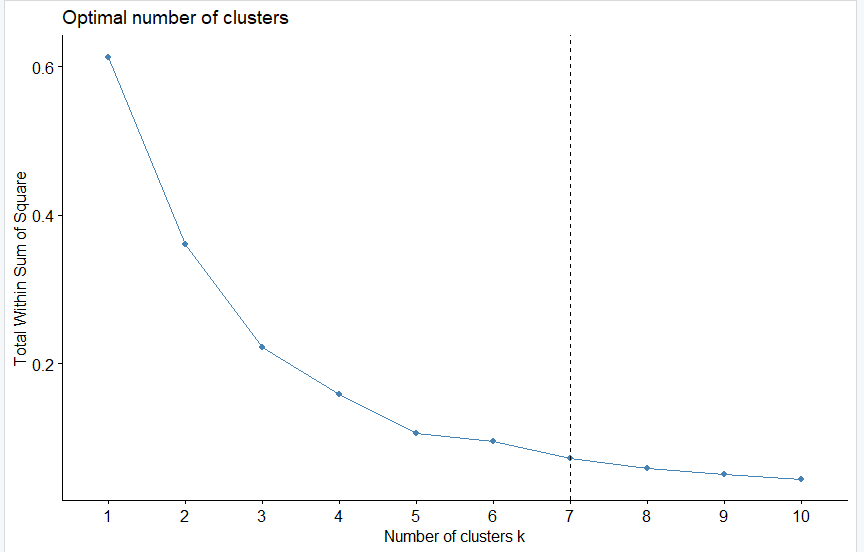 Optimal number of clusters
Total Within Sum of Square
0.6
0.4
0.2
1 2 3 4 5 6 7 8 9 10
Number of clusters k